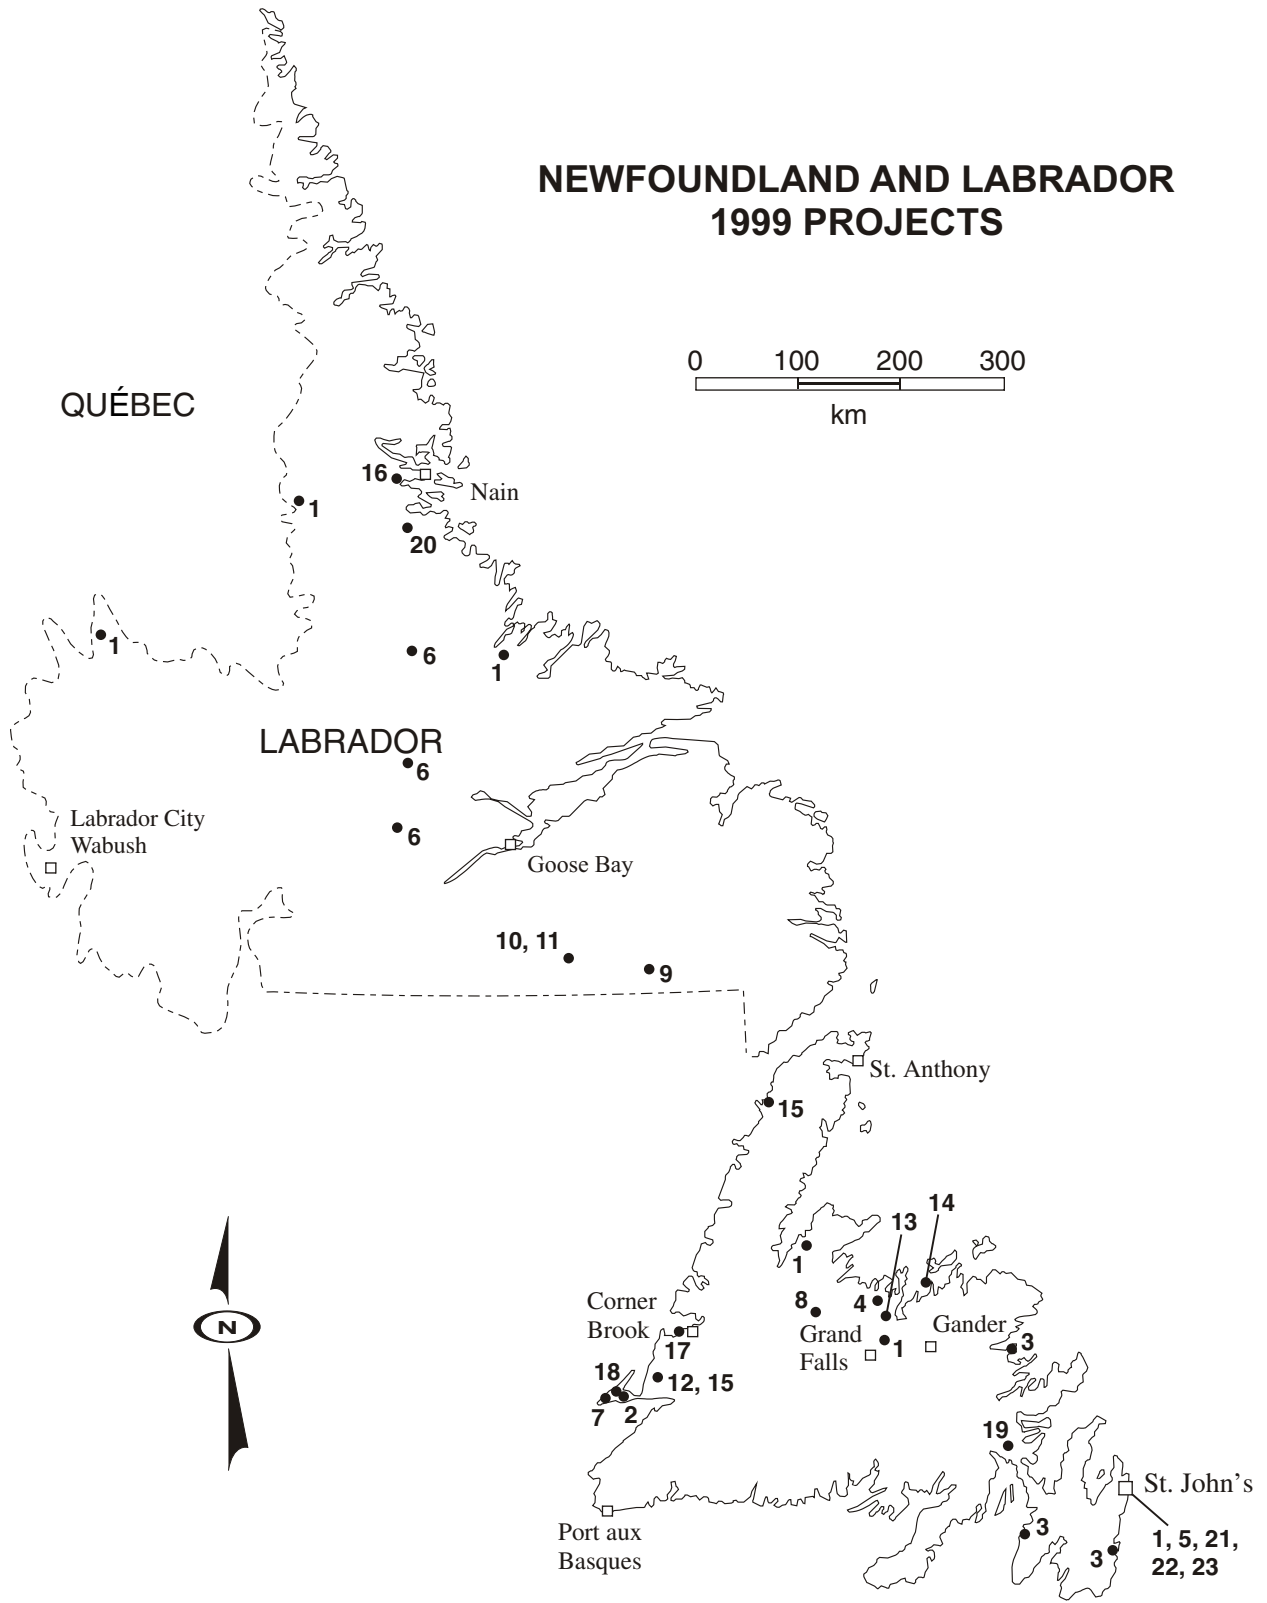 NEWFOUNDLAND AND LABRADOR
1999 PROJECTS
0 100 200 300
km
QUÉBEC
16
Nain
1
20
1
6
1
LABRADOR
6
Labrador City
Wabush
6
Goose Bay
10, 11
9
St. Anthony
15
14
13
1
Corner
Brook
8
4
Grand
Falls
Gander
N
17
1
3
18
12, 15
7
2
19
St. John's
Port aux
Basques
3
3
1, 5, 21,
22, 23